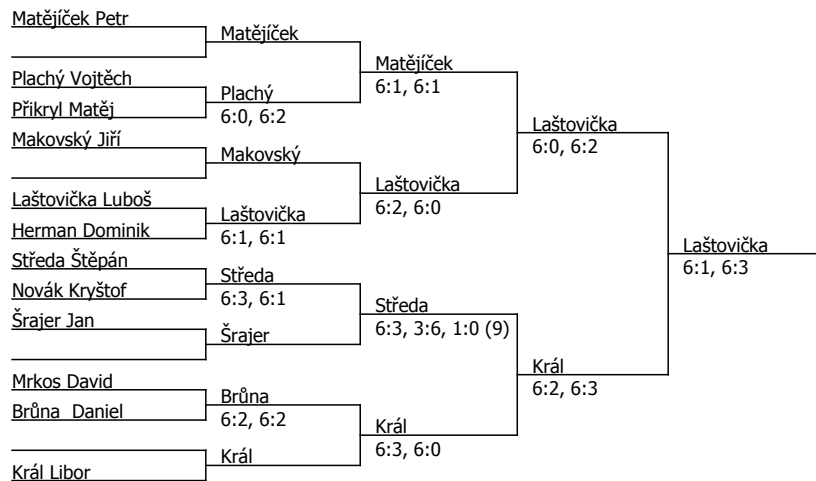 Matějíček Petr
Matějíček
Matějíček
6:1, 6:1
Plachý Vojtěch
Plachý
6:0, 6:2
Přikryl Matěj
Laštovička
6:0, 6:2
Makovský Jiří
Makovský
Laštovička
6:2, 6:0
Laštovička Luboš
Laštovička
6:1, 6:1
Herman Dominik
Laštovička
6:1, 6:3
Středa Štěpán
Středa
6:3, 6:1
Novák Kryštof
Středa
6:3, 3:6, 1:0 (9)
Šrajer Jan
Šrajer
Král
6:2, 6:3
Mrkos David
Brůna
6:2, 6:2
Brůna  Daniel
Král
6:3, 6:0
Král
Král Libor